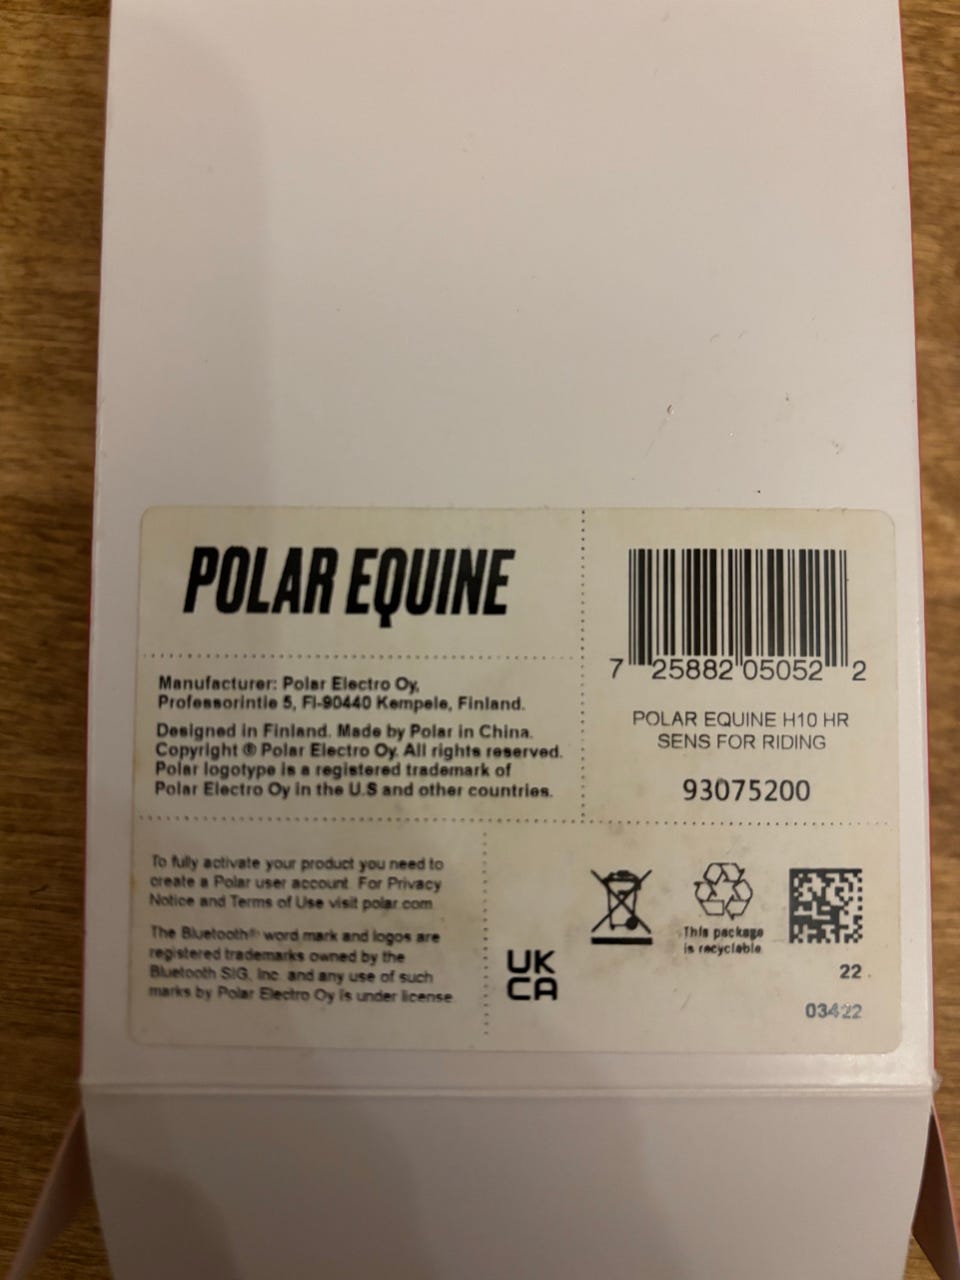 POLAR EQUINE
Manufacturer: Polar Electro Oy,
Professorintie 5, FI-90440 Kempele, Finland.
Designed in Finland. Made by Polar in China.
Copyright ® Polar Electro Oy. All rights reserved.
Polar logotype is a registered trademark of
Polar Electro Oy in the U.S and other countries.
To fully activate your product you need to
create a Polar user account. For Privacy
Notice and Terms of Use visit polar.com
The Bluetooth® word mark and logos are
registered trademarks owned by the
Bluetooth SIG, Inc. and any use of such
marks by Polar Electro Oy is under license
7 25882 05052 2
POLAR EQUINE H10 HR
SENS FOR RIDING
93075200
UK
CA
This package
is recyclable
22
03422